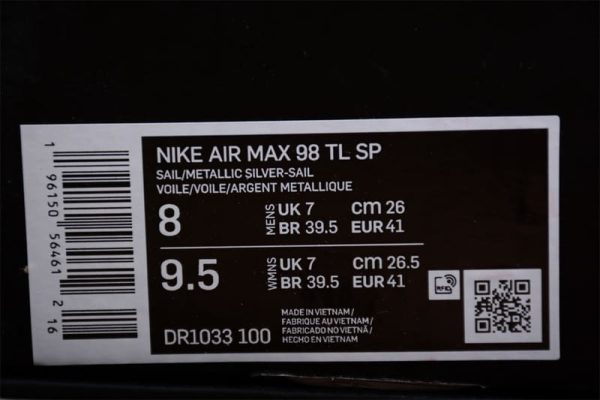 NIKE AIR MAX 98 TL SP
SAIL/METALLIC SILVER-SAIL
VOILE/VOILE/ARGENT METALLIQUE
8
MENS
UK 7 cm 26
BR 39.5 EUR 41
9.5
WMNS
UK 7 cm 26.5
BR 39.5 EUR 41
MADE IN VIETNAM/
FABRIQUE AU VIETNAM/
FABRICADO NO VIETNÃ/
HECHO EN VIETNAM
DR1033 100
1 96150 56461 2 16